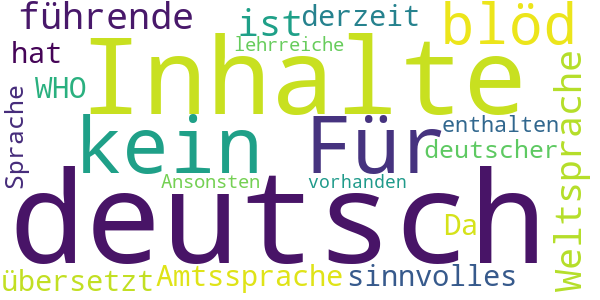 führende
ist
derzeit
blöd
hat
lehrreiche
Inhalte
WHO
Sprache
kein
Für
enthalten
deutscher
Weltsprache
Ansonsten
vorhanden
deutsch
Da
übersetzt
Amtssprache
sinnvolles